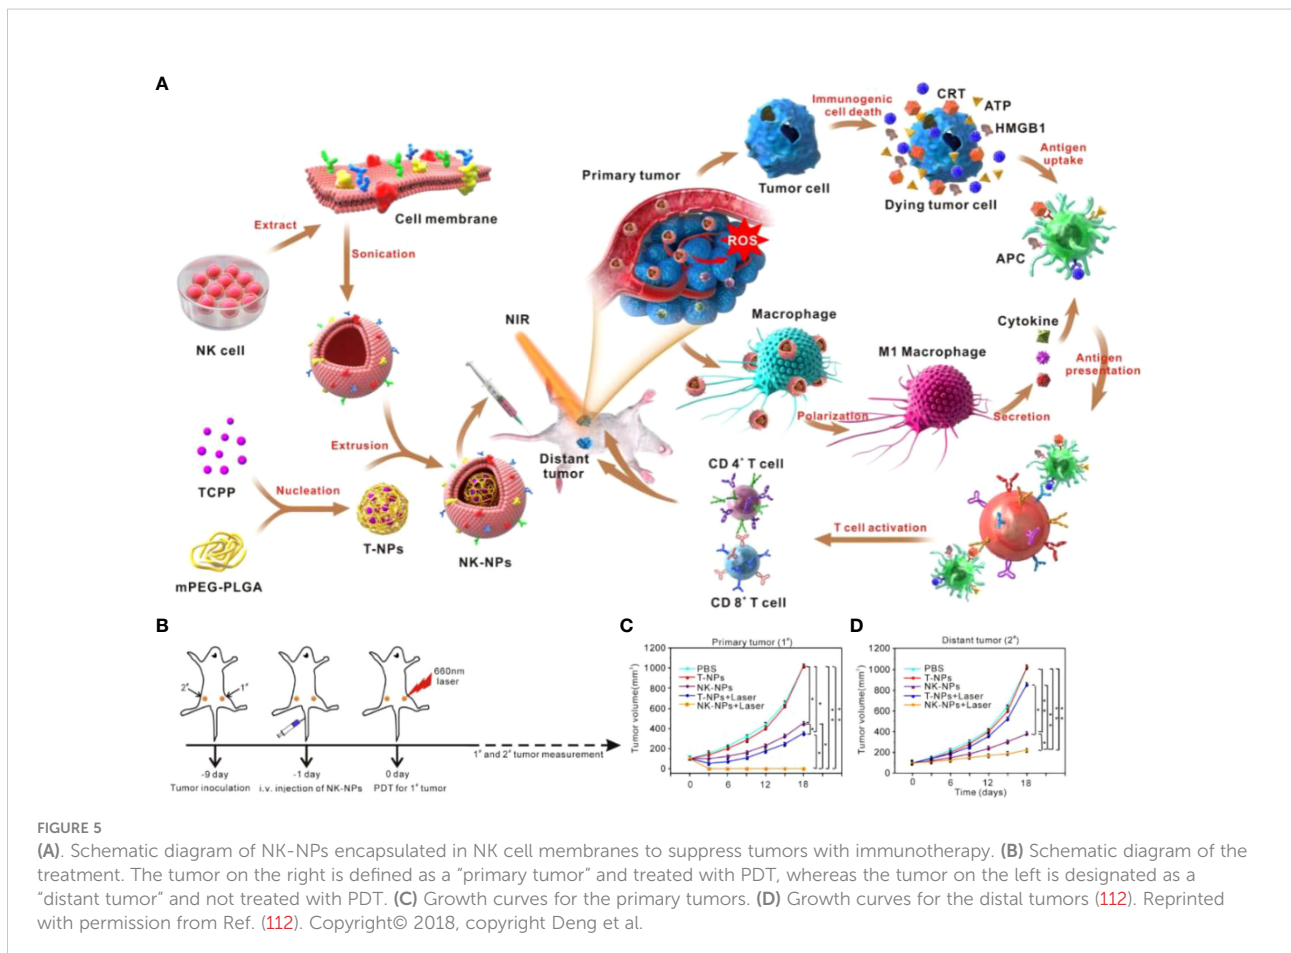 A
Extract
Cell membrane
Sonication
NK cell
TCPP
Nucleation
mPEG-PLGA
T-NPs
Extrusion
NK-NPs
NIR
Distant
tumor
Primary tumor
ROS
Tumor cell
Immunogenic
cell death
CRT
ATP
HMGB1
Dying tumor cell
Antigen
uptake
APC
Macrophage
Polarization
M1 Macrophage
Secretion
Cytokine
Antigen
presentation
T cell activation
CD 4+ T cell
CD 8+ T cell
B
2°
1°
660nm
laser
-9 day
Tumor inoculation
-1 day
i.v. injection of NK-NPs
0 day
PDT for 1° tumor
1° and 2° tumor measurement
C
Primary tumor (1°)
Tumor volume(mm³)
1200
1000
800
600
400
200
0
PBS
T-NPs
NK-NPs
T-NPs+Laser
NK-NPs+Laser
0 6 12 18
D
Distant tumor (2°)
Tumor volume(mm³)
1200
1000
800
600
400
200
0
PBS
T-NPs
NK-NPs
T-NPs+Laser
NK-NPs+Laser
0 6 12 18
Time (days)
FIGURE 5
(A). Schematic diagram of NK-NPs encapsulated in NK cell membranes to suppress tumors with immunotherapy. (B) Schematic diagram of the
treatment. The tumor on the right is defined as a "primary tumor" and treated with PDT, whereas the tumor on the left is designated as a
"distant tumor" and not treated with PDT. (C) Growth curves for the primary tumors. (D) Growth curves for the distal tumors (112). Reprinted
with permission from Ref. (112). Copyright© 2018, copyright Deng et al.